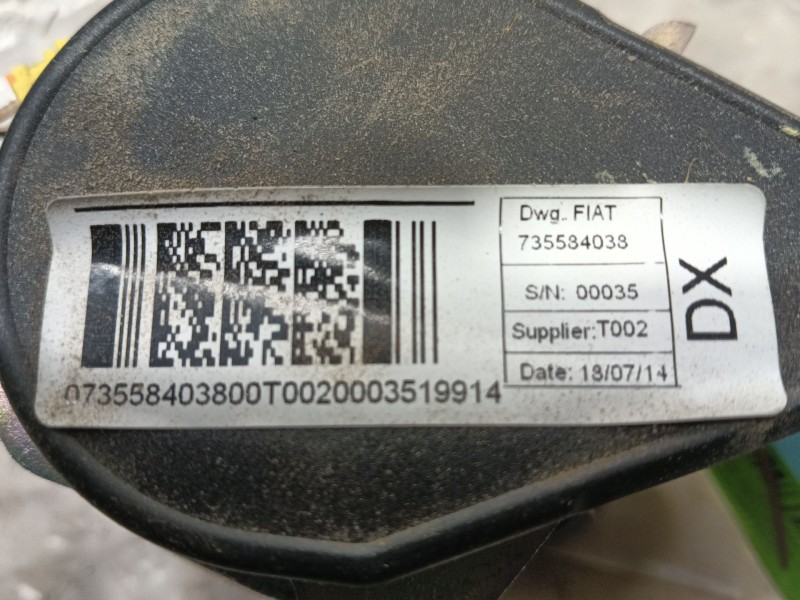 Dwg.. FIAT
735584038
S/N: 00035
Supplier:T002
Date: 18/07/14
DX
073558403800T0020003519914